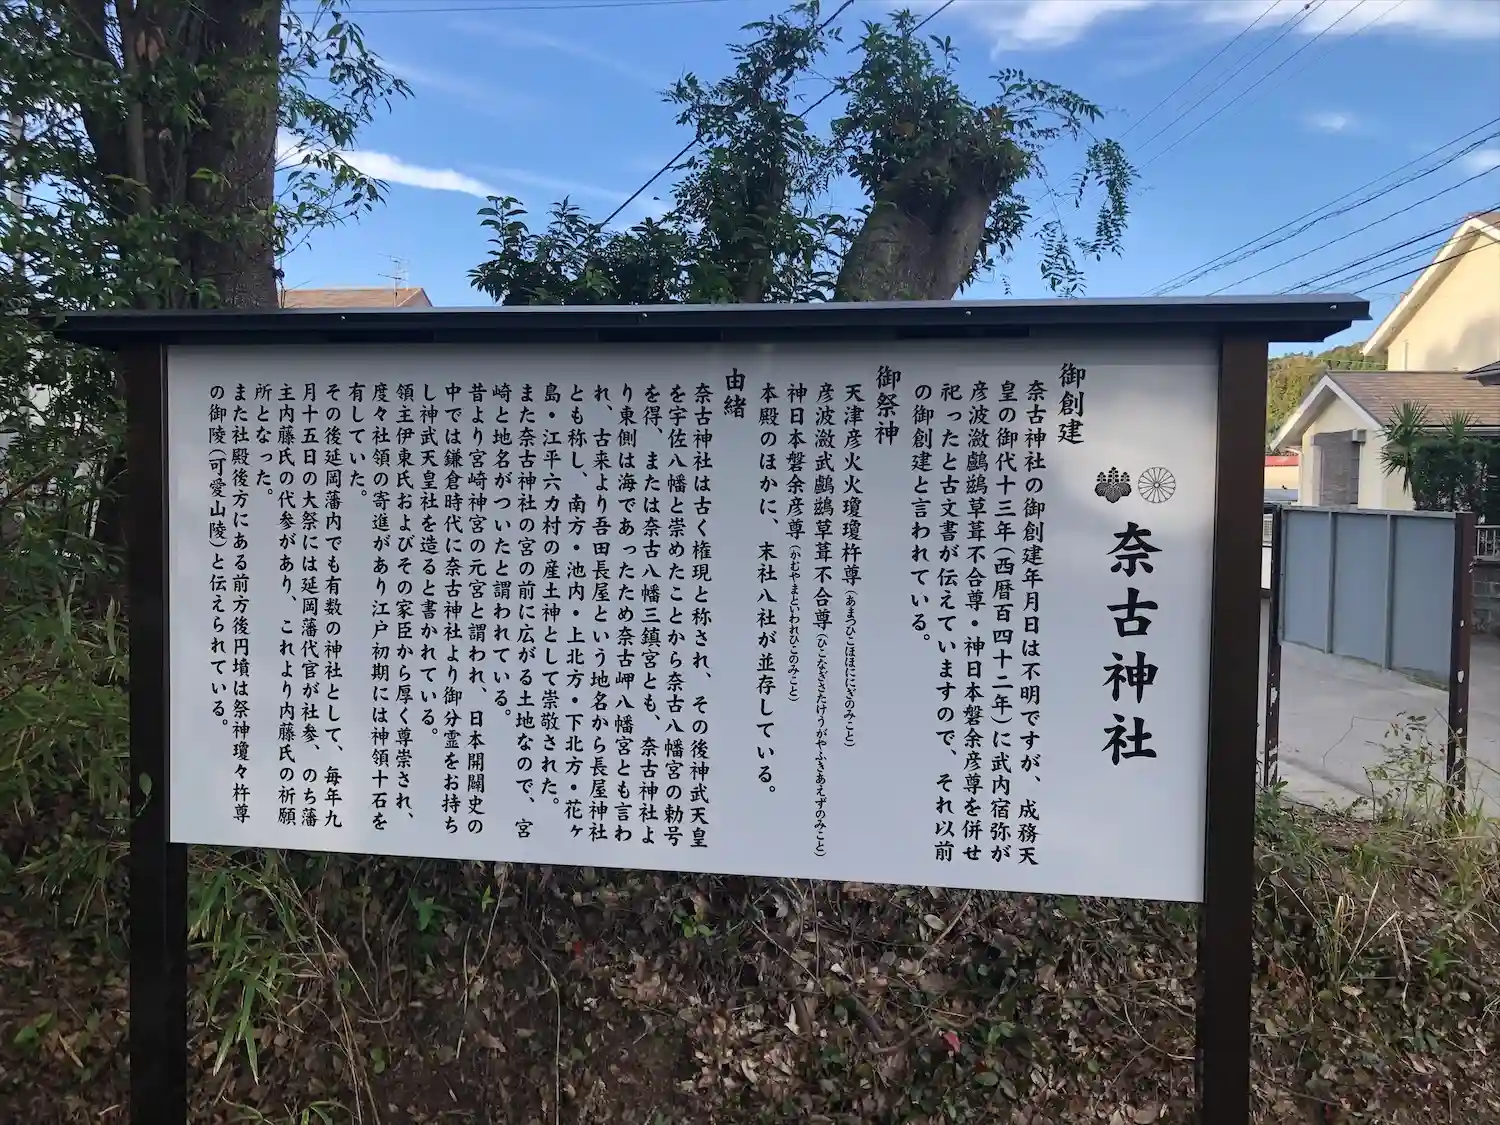 奈古神社
御創建
奈古神社の御創建年月日は不明ですが、成務天
皇の御代十三年(西暦百四十二年)に武内宿弥が
彦波瀲鸕鷀草葺不合尊・神日本磐余彦尊を併せ
祀ったと古文書が伝えていますので、それ以前
の御創建と言われている。
御祭神
天津彦火火瓊瓊杵尊(あまつひこほほににぎのみこと)
彦波瀲武鸕鷀草葺不合尊(ひこなぎさたけうがやふきあえずのみこと)
神日本磐余彦尊(かむやまといわれひこのみこと)
本殿のほかに、末社八社が並存している。
由緒
奈古神社は古く権現と称され、その後神武天皇
を宇佐八幡と崇めたことから奈古八幡宮の勅号
を得、または奈古八幡三鎮宮とも、奈古神社よ
り東側は海であったため奈古岬八幡宮とも言わ
れ、古来より吾田長屋という地名から長屋神社
とも称し、南方・池内・上北方・下北方・花ヶ
島・江平六カ村の産土神として崇敬された。
また奈古神社の宮の前に広がる土地なので、宮
崎と地名がついたと謂われている。
昔より宮崎神宮の元宮と謂われ、日本開闢史の
中では鎌倉時代に奈古神社より御分霊をお持ち
し神武天皇社を造ると書かれている。
領主伊東氏およびその家臣から厚く尊崇され、
度々社領の寄進があり江戸初期には神領十石を
有していた。
その後延岡藩内でも有数の神社として、毎年九
月十五日の大祭には延岡藩代官が社参、のち藩
主内藤氏の代参があり、これより内藤氏の祈願
所となった。
また社殿後方にある前方後円墳は祭神瓊々杵尊
の御陵(可愛山陵)と伝えられている。